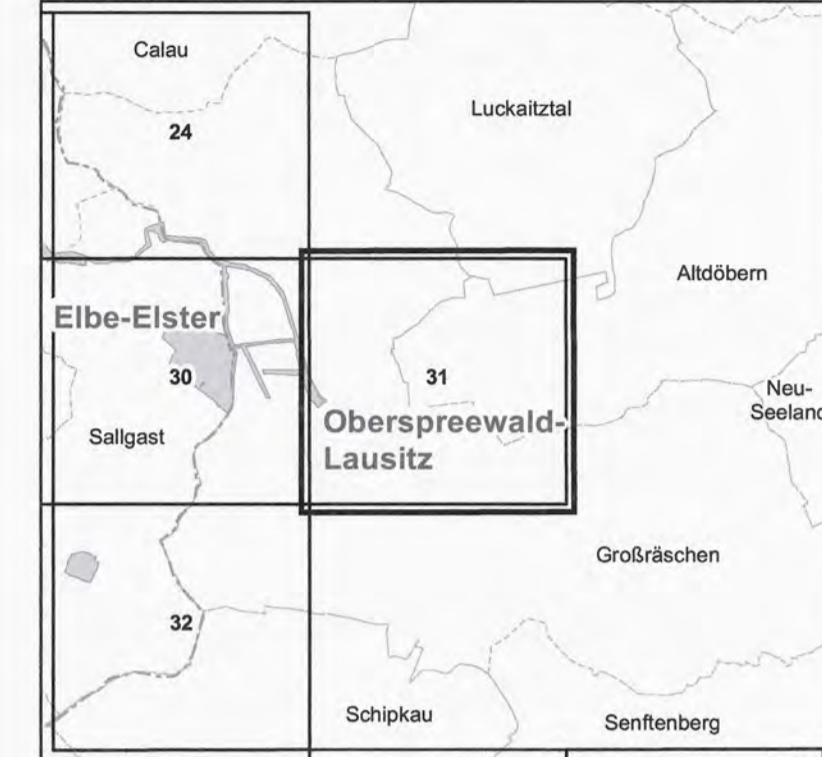 Calau
Luckaitztal
24
Altdöbern
Elbe-Elster
30
31
Neu-
Seeland
Oberspreewald-
Lausitz
Sallgast
Großräschen
32
Schipkau
Senftenberg